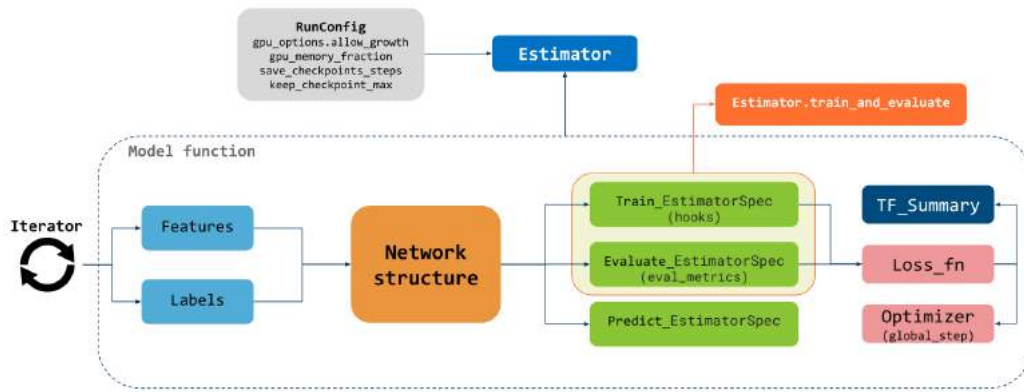 RunConfig
gpu_options.allow_growth
gpu_memory_fraction
save_checkpoints_steps
keep_checkpoint_max
Estimator
Estimator.train_and_evaluate
Model function
Iterator
Features
Labels
Network
structure
Train_EstimatorSpec
(hooks)
Evaluate_EstimatorSpec
(eval_metrics)
Predict_EstimatorSpec
TF_Summary
Loss_fn
Optimizer
(global_step)